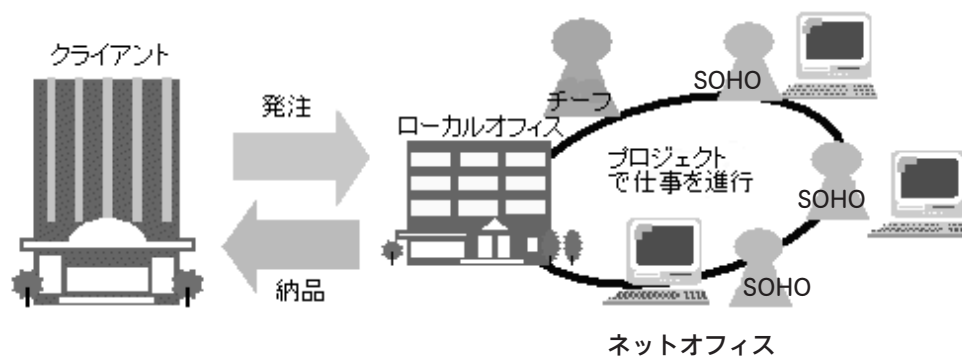 クライアント
発注
納品
チーフ
ローカルオフィス
SOHO
プロジェクト
で仕事を進行
SOHO
SOHO
ネットオフィス